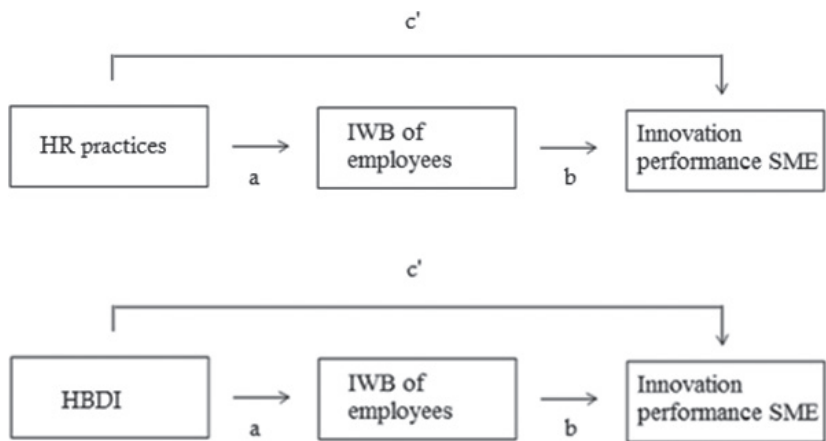 c'
HR practices
IWB of
employees
Innovation
performance SME
a
b
c'
HBDI
IWB of
employees
Innovation
performance SME
a
b